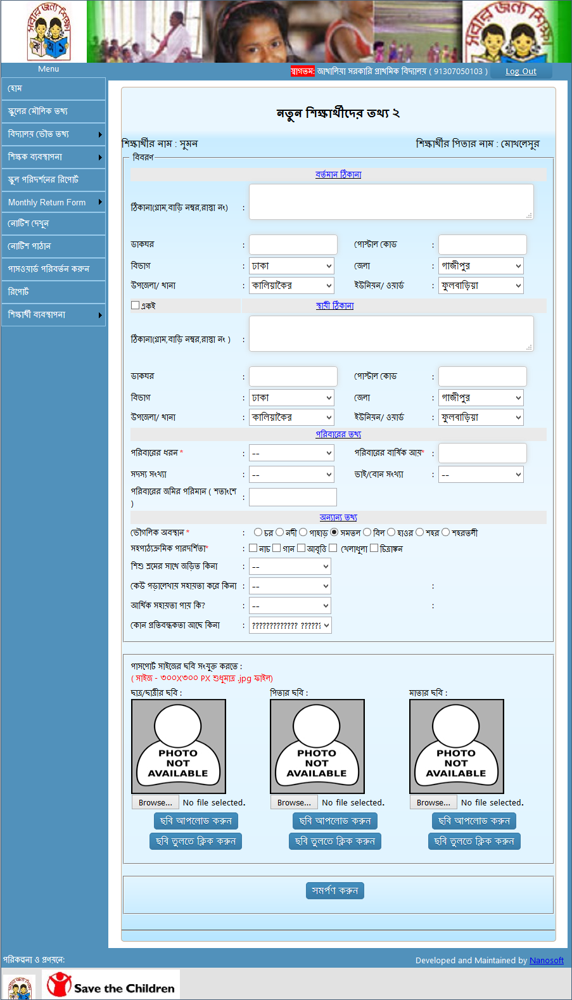 সবার জন্য শিক্ষা
সবার জন্য শিক্ষা
ক অ ১
Menu
স্বাগতম: জাথালিয়া সরকারি প্রাথমিক বিদ্যালয় ( 91307050103 ) Log Out
হোম
স্কুলের মৌলিক তথ্য
বিদ্যালয় ভৌত তথ্য
শিক্ষক ব্যবস্থাপনা
স্কুল পরিদর্শনের রিপোর্ট
Monthly Return Form
নোটিশ দেখুন
নোটিশ পাঠান
পাসওয়ার্ড পরিবর্তন করুন
রিপোর্ট
শিক্ষার্থী ব্যবস্থাপনা
নতুন শিক্ষার্থীদের তথ্য ২
শিক্ষার্থীর নাম : সুমন শিক্ষার্থীর পিতার নাম : মোখলেসুর
বিবরণ
বর্তমান ঠিকানা
ঠিকানা(গ্রাম,বাড়ি নম্বর,রাস্তা নং) :
ডাকঘর : পোস্টাল কোড :
বিভাগ : ঢাকা জেলা : গাজীপুর
উপজেলা/ থানা : কালিয়াকৈর ইউনিয়ন/ ওয়ার্ড : ফুলবাড়িয়া
একই স্থায়ী ঠিকানা
ঠিকানা(গ্রাম,বাড়ি নম্বর,রাস্তা নং ) :
ডাকঘর : পোস্টাল কোড :
বিভাগ : ঢাকা জেলা : গাজীপুর
উপজেলা/ থানা : কালিয়াকৈর ইউনিয়ন/ ওয়ার্ড : ফুলবাড়িয়া
পরিবারের তথ্য
পরিবারের ধরন * : -- পরিবারের বার্ষিক আয়* :
সদস্য সংখ্যা : -- ভাই/বোন সংখ্যা : --
পরিবারের জমির পরিমান ( শতাংশে
) :
অন্যান্য তথ্য
ভৌগলিক অবস্থান * : চর নদী পাহাড় সমতল বিল হাওর শহর শহরতলী
সহপাঠ্যক্রমিক পারদর্শিতা* : নাচ গান আবৃত্তি খেলাধুলা চিত্রাঙ্কন
শিশু শ্রমের সাথে জড়িত কিনা : --
কেউ পড়ালেখায় সহায়তা করে কিনা : -- :
আর্থিক সহায়তা পায় কি? : -- :
কোন প্রতিবন্ধকতা আছে কিনা : ????????????? ??????
পাসপোর্ট সাইজের ছবি সংযুক্ত করতে :
( সাইজ - ৩০০X৩০০ PX শুধুমাত্র .jpg ফাইল)
ছাত্র/ছাত্রীর ছবি : পিতার ছবি : মাতার ছবি :
PHOTO NOT AVAILABLE PHOTO NOT AVAILABLE PHOTO NOT AVAILABLE
Browse... No file selected. Browse... No file selected. Browse... No file selected.
ছবি আপলোড করুন ছবি আপলোড করুন ছবি আপলোড করুন
ছবি তুলতে ক্লিক করুন ছবি তুলতে ক্লিক করুন ছবি তুলতে ক্লিক করুন
সমর্পণ করুন
পরিকল্পনা ও প্রণয়নে: Developed and Maintained by Nanosoft
সবার জন্য শিক্ষা Save the Children